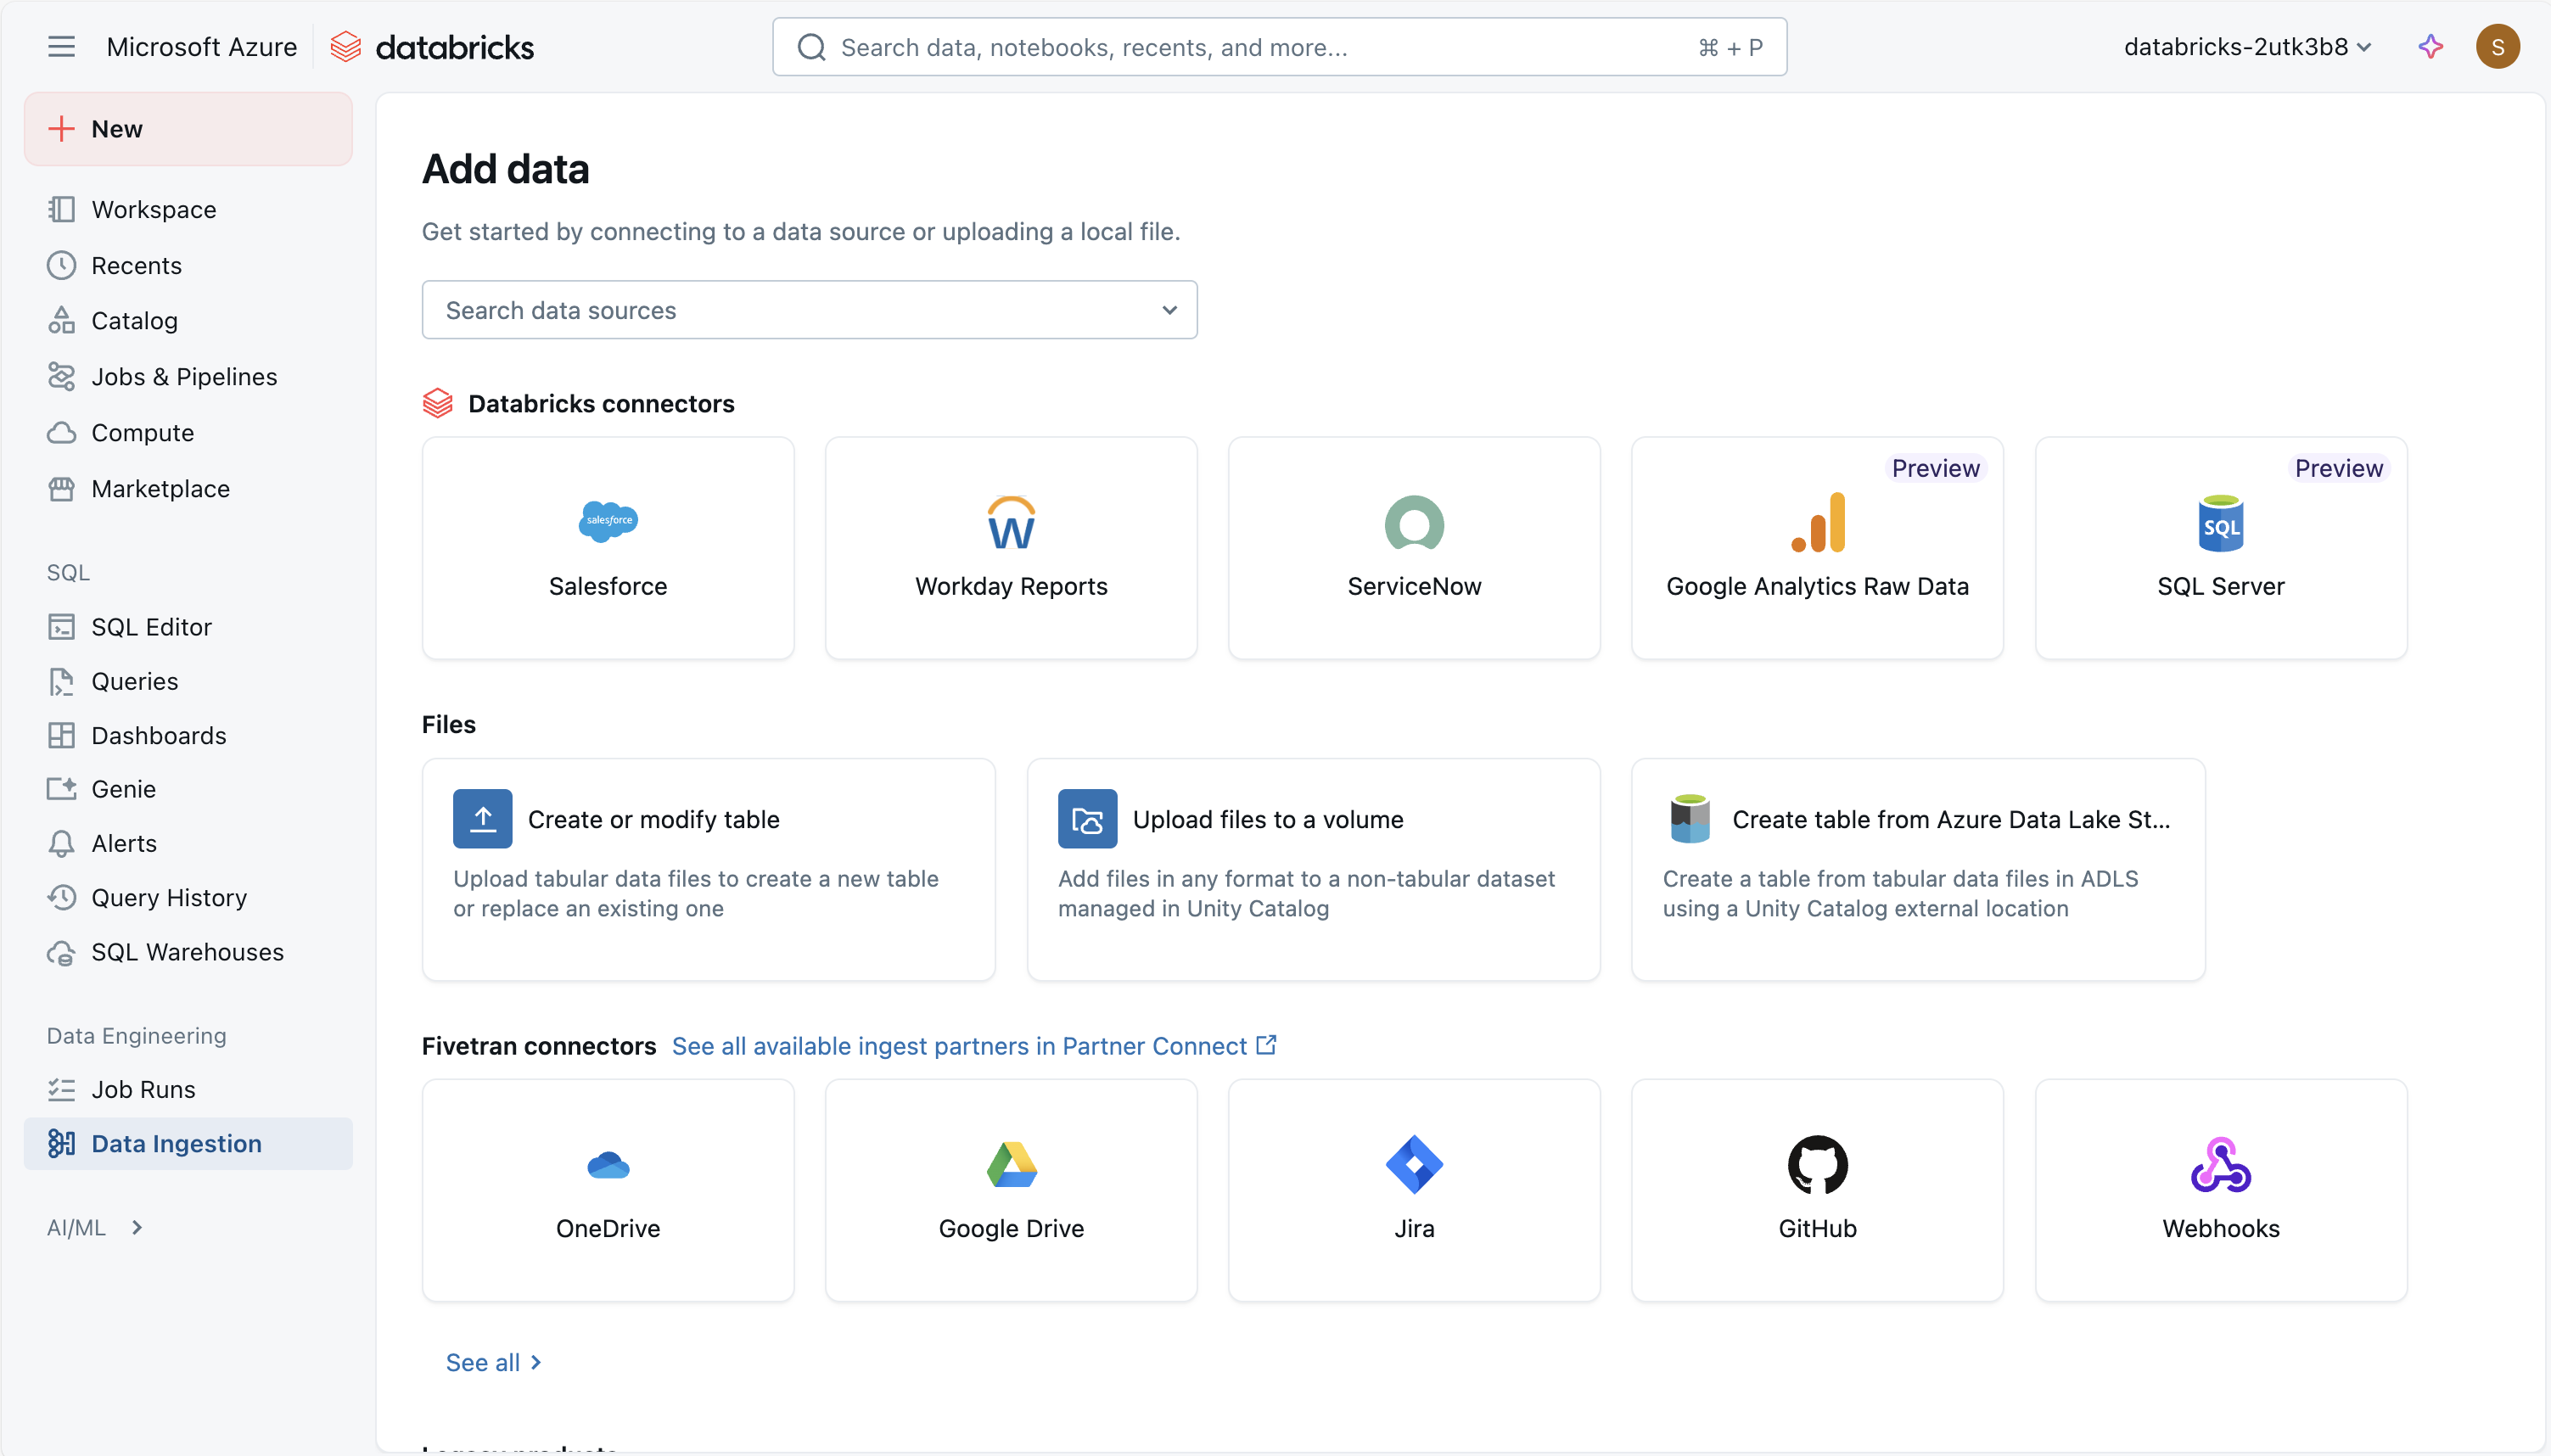 Microsoft Azure
databricks
Search data, notebooks, recents, and more...
⌘ + P
databricks-2utk3b8
S
New
Workspace
Recents
Catalog
Jobs & Pipelines
Compute
Marketplace
SQL
SQL Editor
Queries
Dashboards
Genie
Alerts
Query History
SQL Warehouses
Data Engineering
Job Runs
Data Ingestion
AI/ML
Add data
Get started by connecting to a data source or uploading a local file.
Search data sources
Databricks connectors
salesforce
Salesforce
W
Workday Reports
ServiceNow
Preview
Google Analytics Raw Data
Preview
SQL
SQL Server
Files
Create or modify table
Upload tabular data files to create a new table
or replace an existing one
Upload files to a volume
Add files in any format to a non-tabular dataset
managed in Unity Catalog
Create table from Azure Data Lake St...
Create a table from tabular data files in ADLS
using a Unity Catalog external location
Fivetran connectors See all available ingest partners in Partner Connect
OneDrive
Google Drive
Jira
GitHub
Webhooks
See all